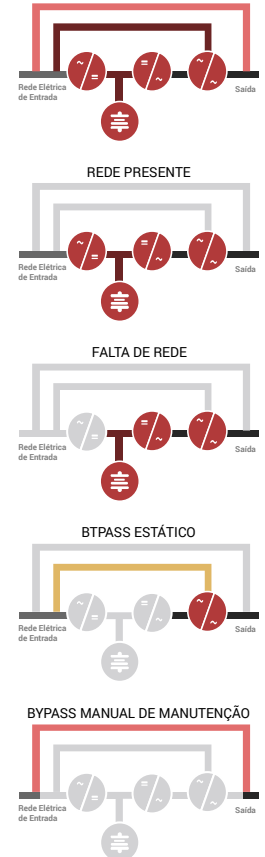 Rede Elétrica
de Entrada
Saída
REDE PRESENTE
Rede Elétrica
de Entrada
Saída
FALTA DE REDE
Rede Elétrica
de Entrada
Saída
BTPASS ESTÁTICO
Rede Elétrica
de Entrada
Saída
BYPASS MANUAL DE MANUTENÇÃO
Rede Elétrica
de Entrada
Saída